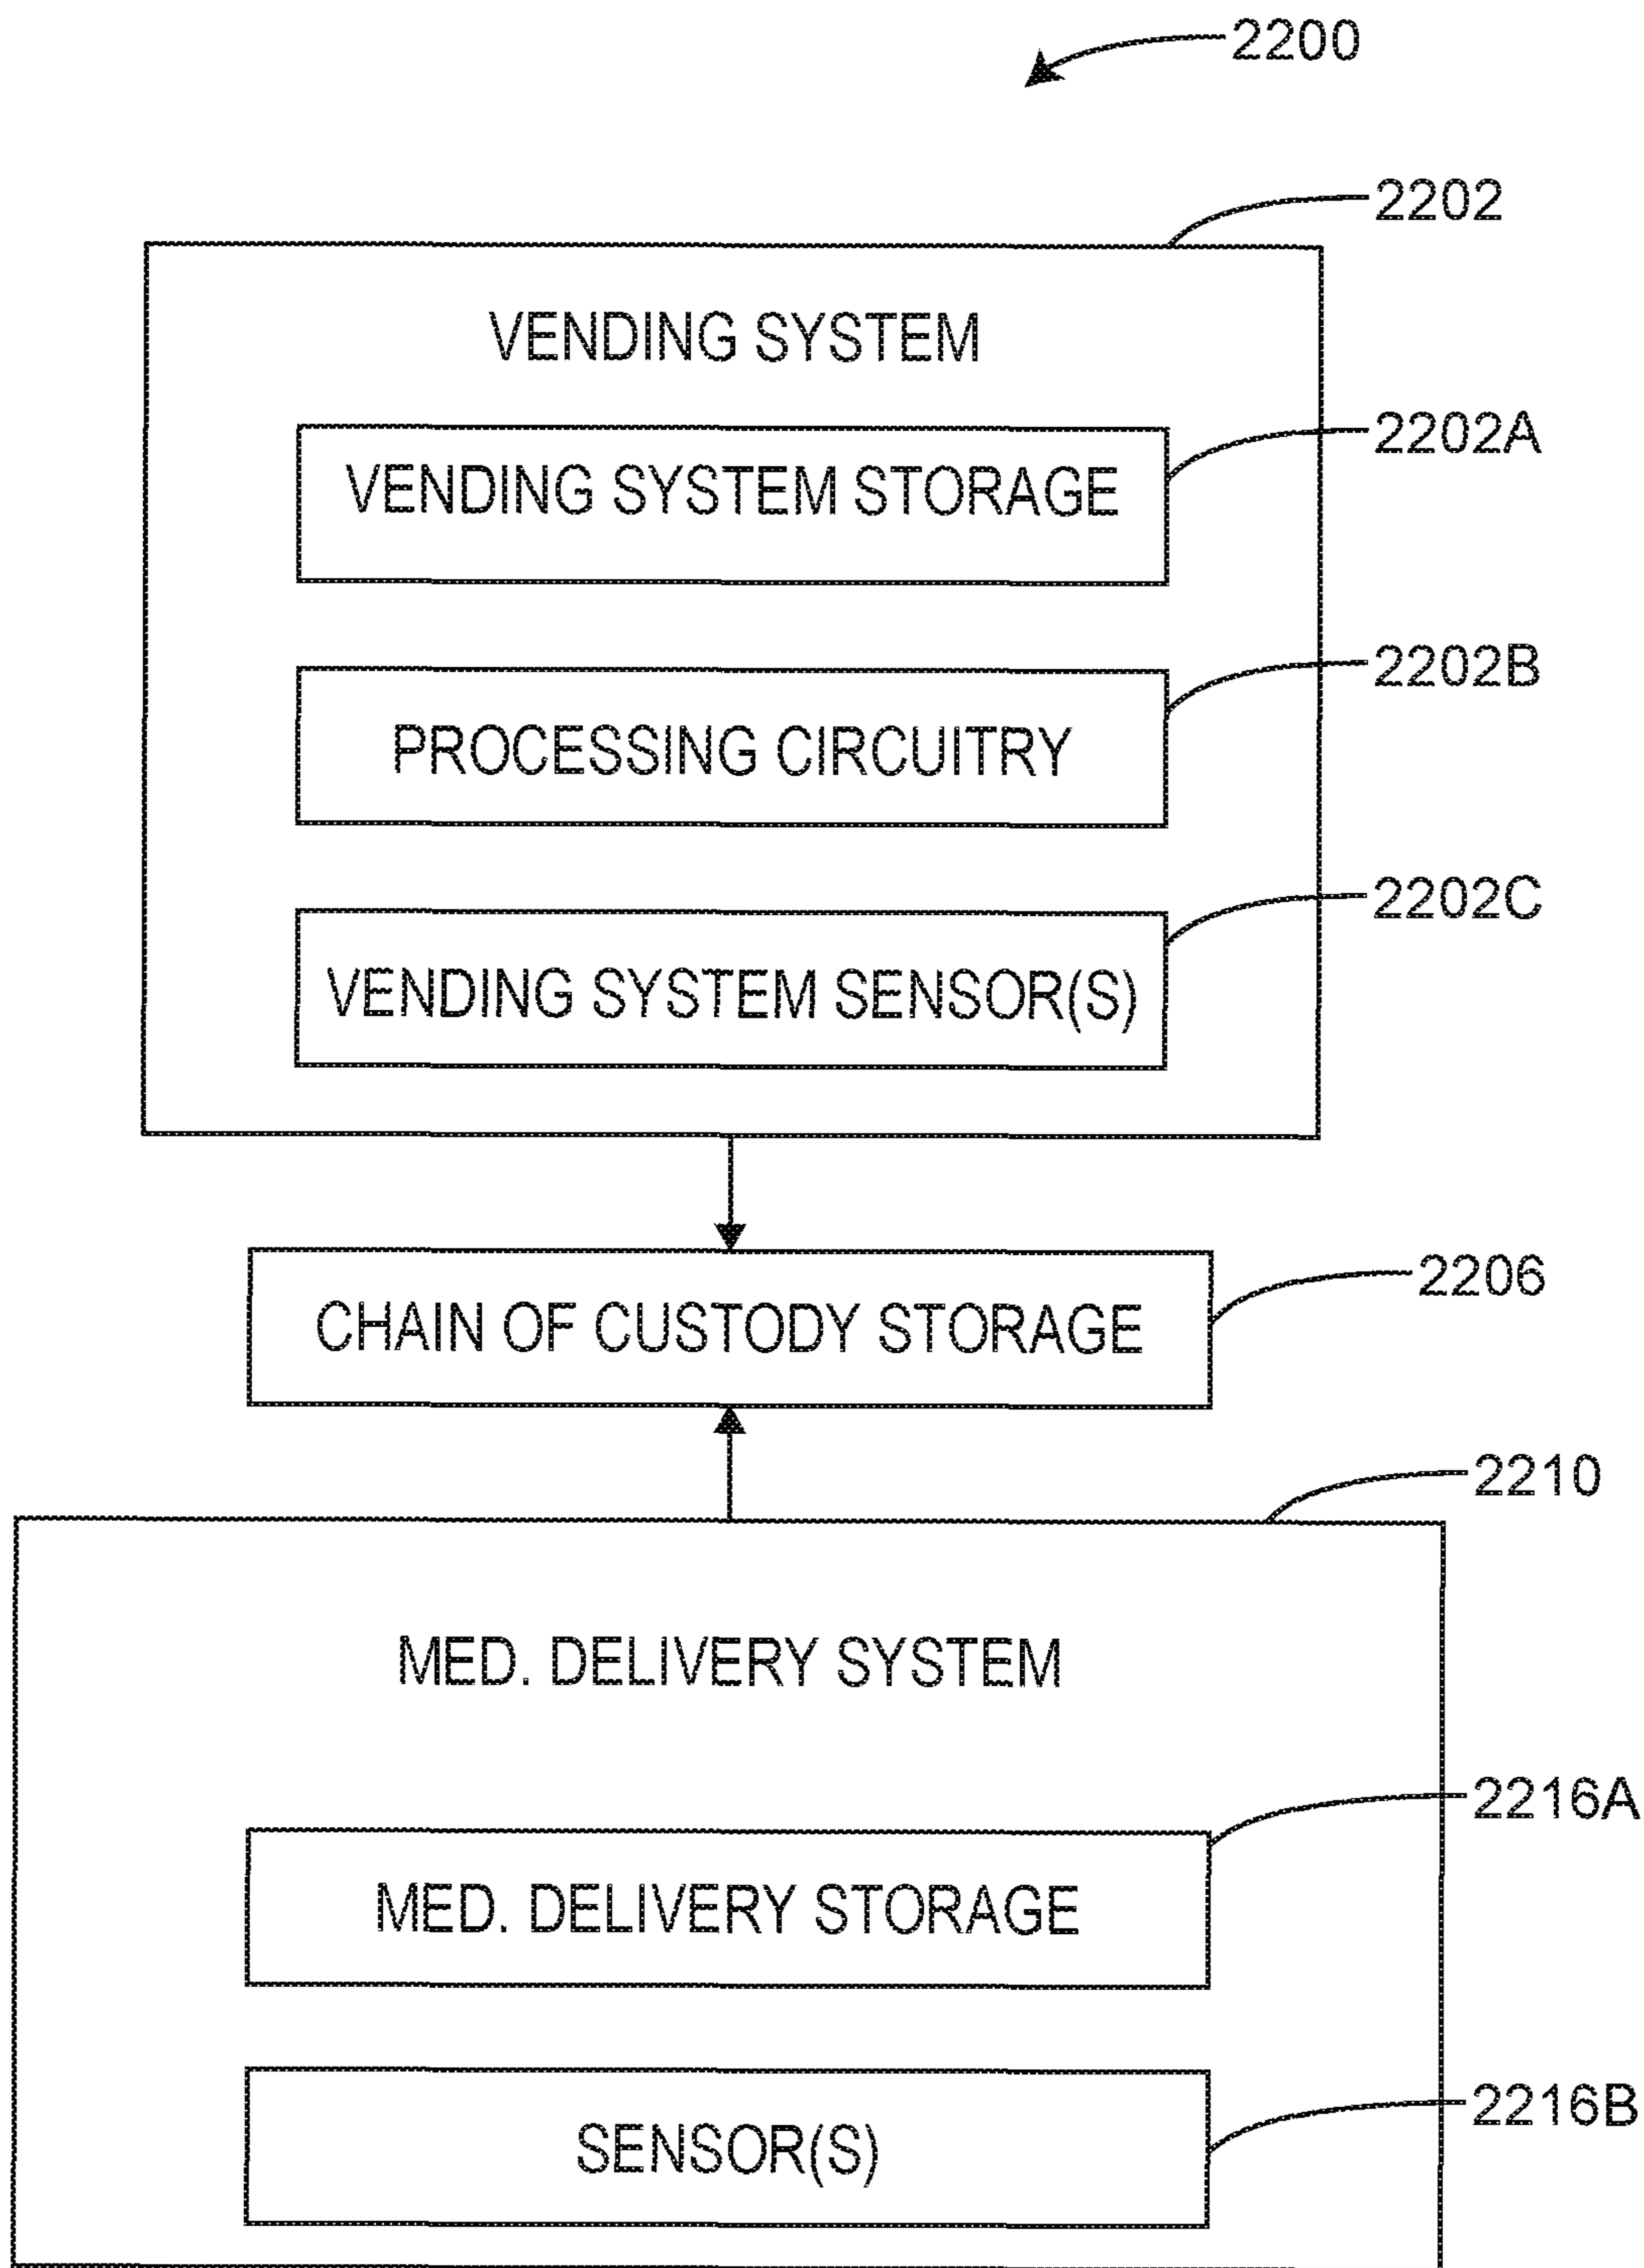 2200
2202
VENDING SYSTEM
2202A
VENDING SYSTEM STORAGE
2202B
PROCESSING CIRCUITRY
2202C
VENDING SYSTEM SENSOR(S)
2206
CHAIN OF CUSTODY STORAGE
2210
MED. DELIVERY SYSTEM
2216A
MED. DELIVERY STORAGE
2216B
SENSOR(S)